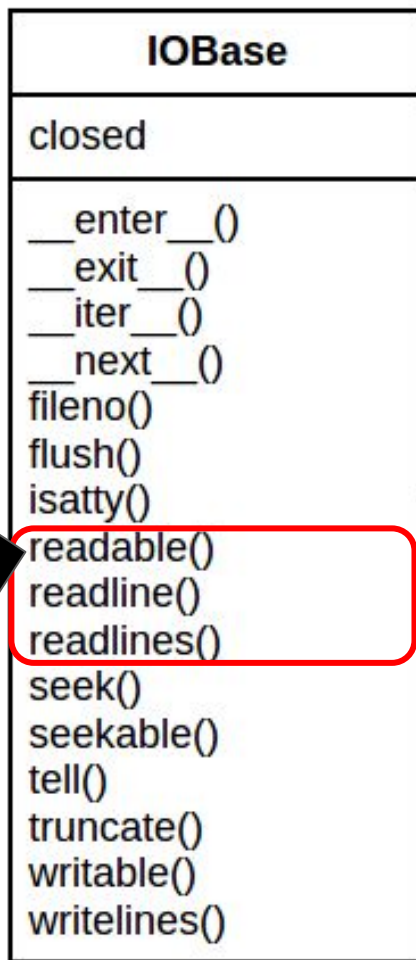 IOBase
closed
__enter__()
__exit__()
__iter__()
__next__()
fileno()
flush()
isatty()
readable()
readline()
readlines()
seek()
seekable()
tell()
truncate()
writable()
writelines()